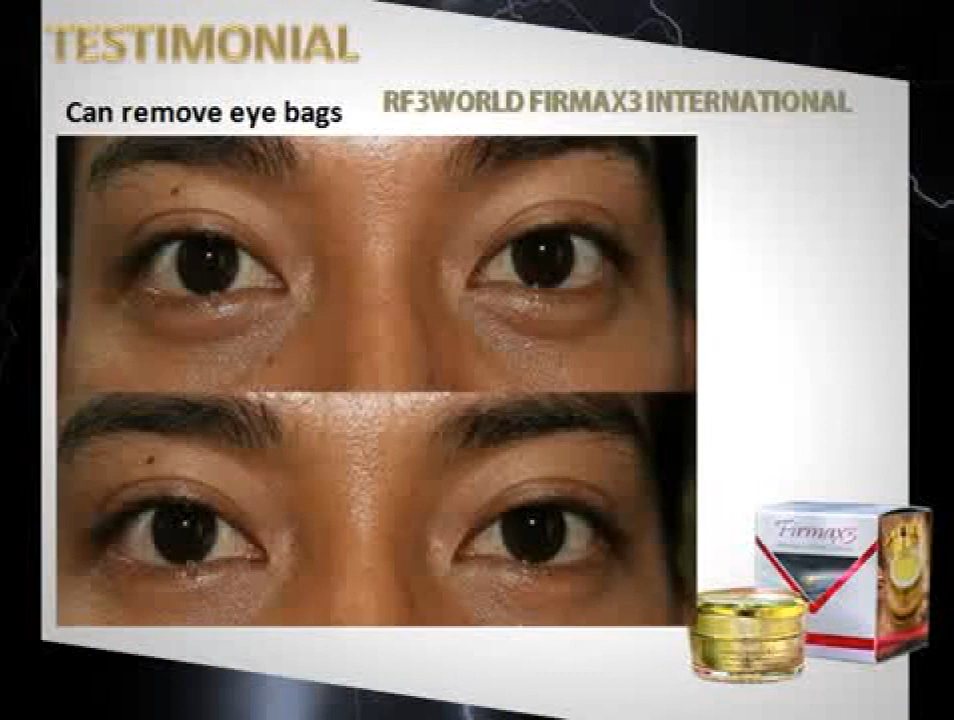 TESTIMONIAL
Can remove eye bags
RF3WORLD FIRMAX3 INTERNATIONAL
Firmax3